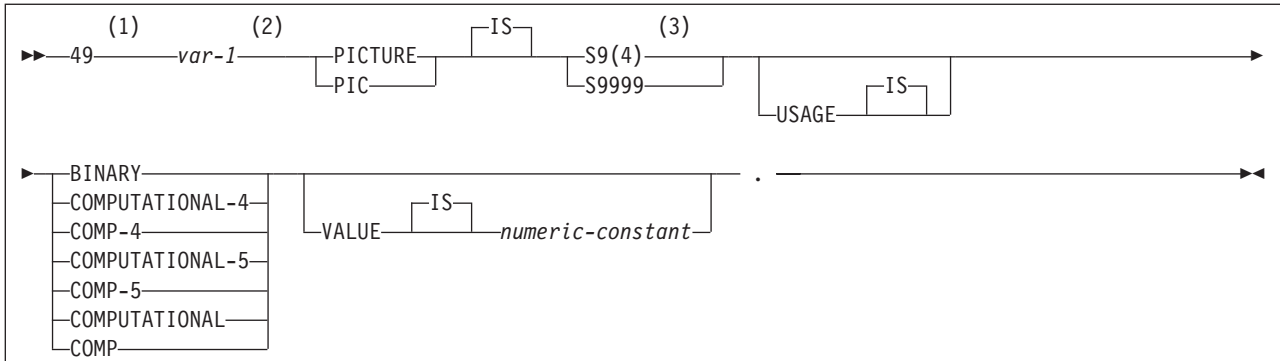 (1) (2) IS (3)
49 var-1 PICTURE S9(4)
PIC S9999 IS
USAGE
BINARY
COMPUTATIONAL-4 IS
COMP-4 VALUE numeric-constant .
COMPUTATIONAL-5
COMP-5
COMPUTATIONAL
COMP